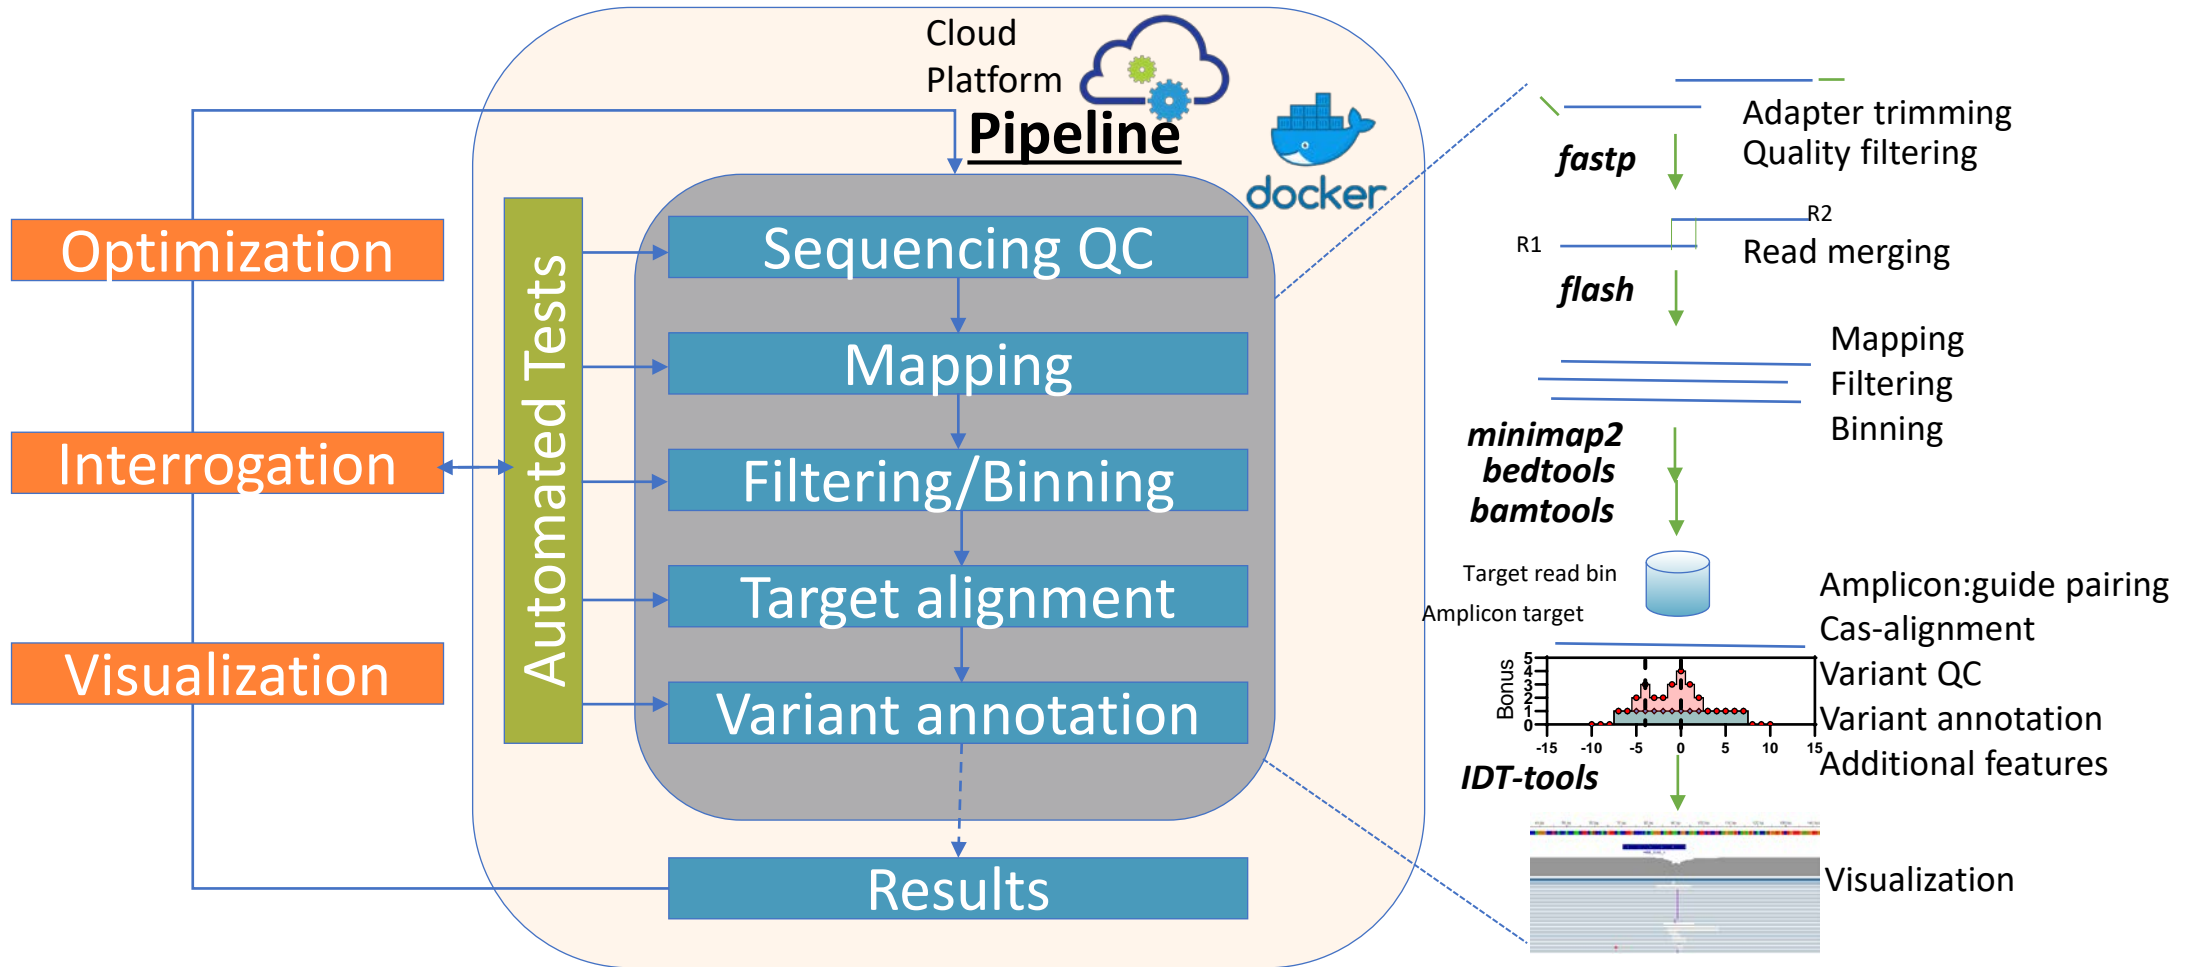 Cloud
Platform
Pipeline
docker
Optimization
Interrogation
Visualization
Automated Tests
Sequencing QC
Mapping
Filtering/Binning
Target alignment
Variant annotation
Results
Adapter trimming
Quality filtering
fastp
R2
R1
Read merging
flash
Mapping
Filtering
Binning
minimap2
bedtools
bamtools
Target read bin
Amplicon target
Amplicon:guide pairing
Cas-alignment
Variant QC
Variant annotation
Additional features
Bonus
5
4
3
2
1
0
-15 -10 -5 0 5 10 15
IDT-tools
Visualization